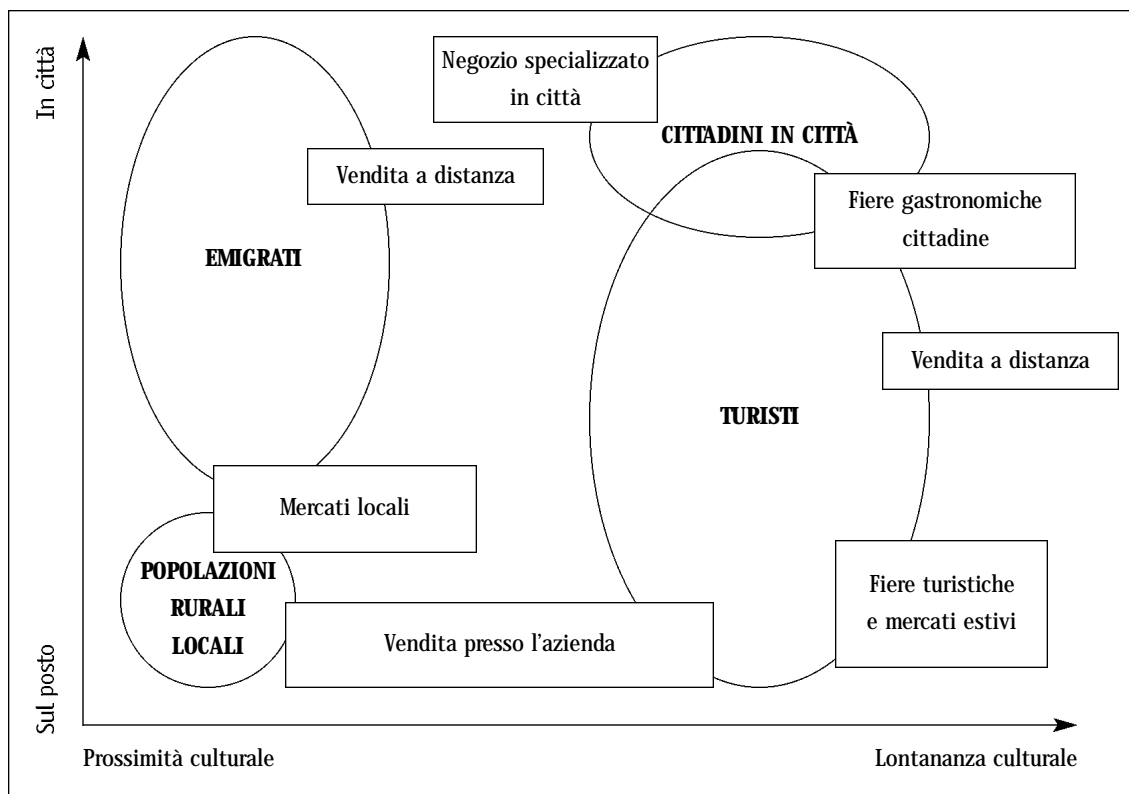 In città
Negozio specializzato
in città
CITTADINI IN CITTÀ
Vendita a distanza
Fiere gastronomiche
cittadine
EMIGRATI
Vendita a distanza
TURISTI
Mercati locali
POPOLAZIONI
RURALI
LOCALI
Fiere turistiche
e mercati estivi
Vendita presso l'azienda
Sul posto
Prossimità culturale
Lontananza culturale